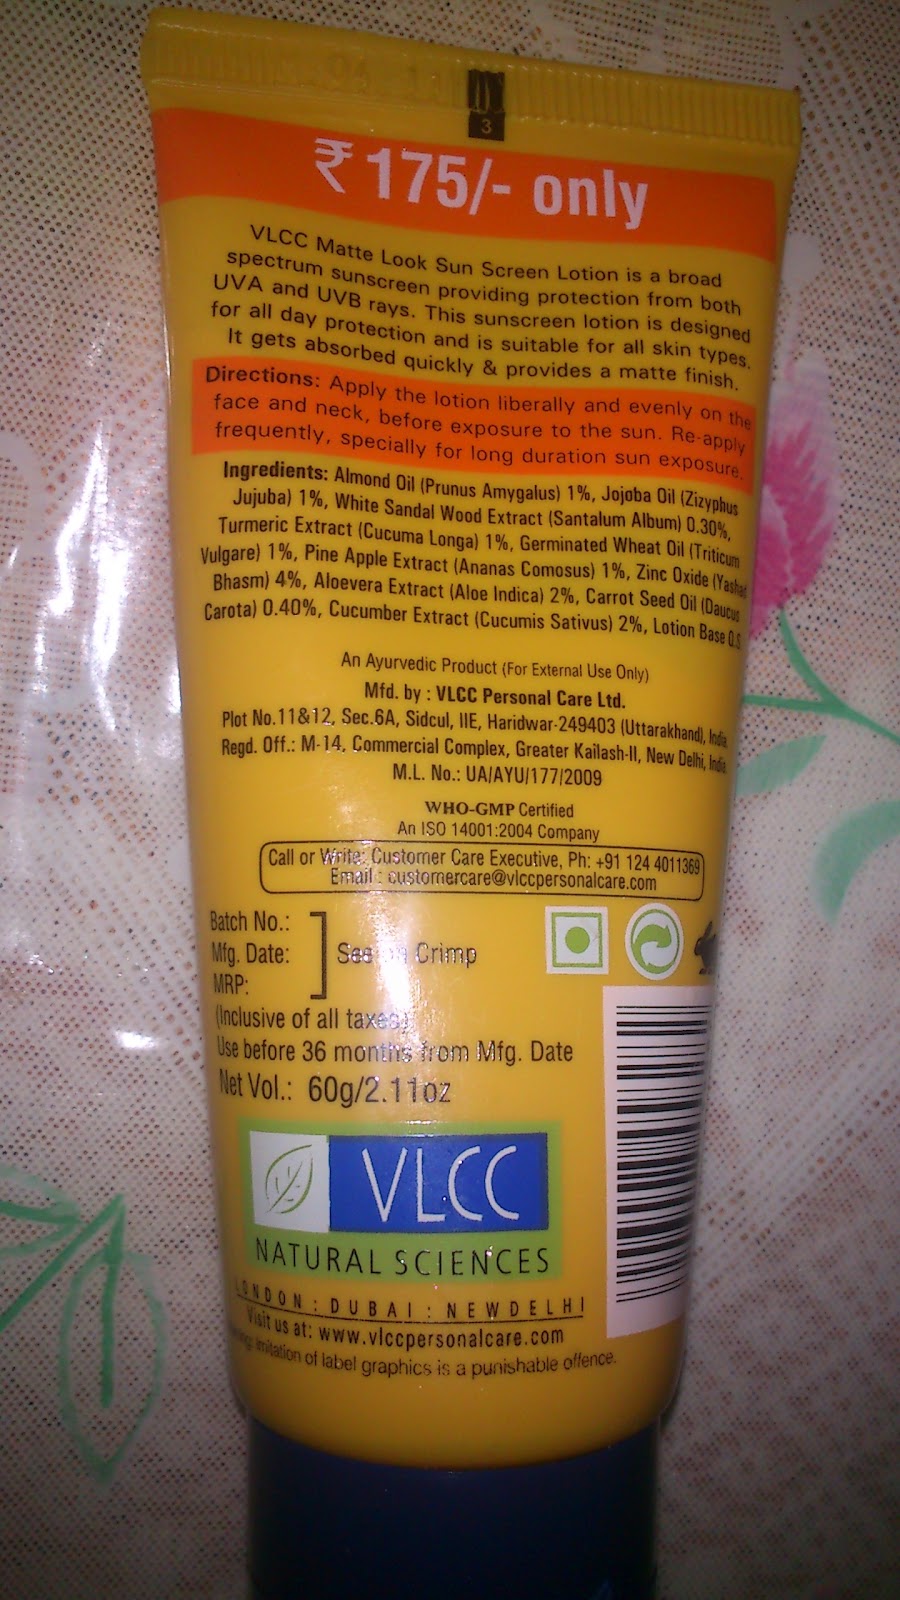 3
₹ 175/- only
VLCC Matte Look Sun Screen Lotion is a broad
spectrum sunscreen providing protection from both
UVA and UVB rays. This sunscreen lotion is designed
for all day protection and is suitable for all skin types.
It gets absorbed quickly & provides a matte finish.
Directions: Apply the lotion liberally and evenly on the
face and neck, before exposure to the sun. Re-apply
frequently, specially for long duration sun exposure.
Ingredients: Almond Oil (Prunus Amygalus) 1%, Jojoba Oil (Zizyphus
Jujuba) 1%, White Sandal Wood Extract (Santalum Album) 0.30%,
Turmeric Extract (Cucuma Longa) 1%, Germinated Wheat Oil (Triticum
Vulgare) 1%, Pine Apple Extract (Ananas Comosus) 1%, Zinc Oxide (Yashad
Bhasm) 4%, Aloevera Extract (Aloe Indica) 2%, Carrot Seed Oil (Daucus
Carota) 0.40%, Cucumber Extract (Cucumis Sativus) 2%, Lotion Base Q.S.
An Ayurvedic Product (For External Use Only)
Mfd. by : VLCC Personal Care Ltd.
Plot No.11&12, Sec.6A, Sidcul, IIE, Haridwar-249403 (Uttarakhand), India.
Regd. Off.: M-14, Commercial Complex, Greater Kailash-II, New Delhi, India
M.L. No.: UA/AYU/177/2009
WHO-GMP Certified
An ISO 14001:2004 Company
Call or Write: Customer Care Executive, Ph: +91 124 4011369
Email : customercare@vlccpersonalcare.com
Batch No.:
Mfg. Date: See on Crimp
MRP:
(Inclusive of all taxes)
Use before 36 months from Mfg. Date
Net Vol.: 60g/2.11oz
VLCC
NATURAL SCIENCES
LONDON : DUBAI : NEW DELHI
Visit us at: www.vlccpersonalcare.com
imitation of label graphics is a punishable offence.